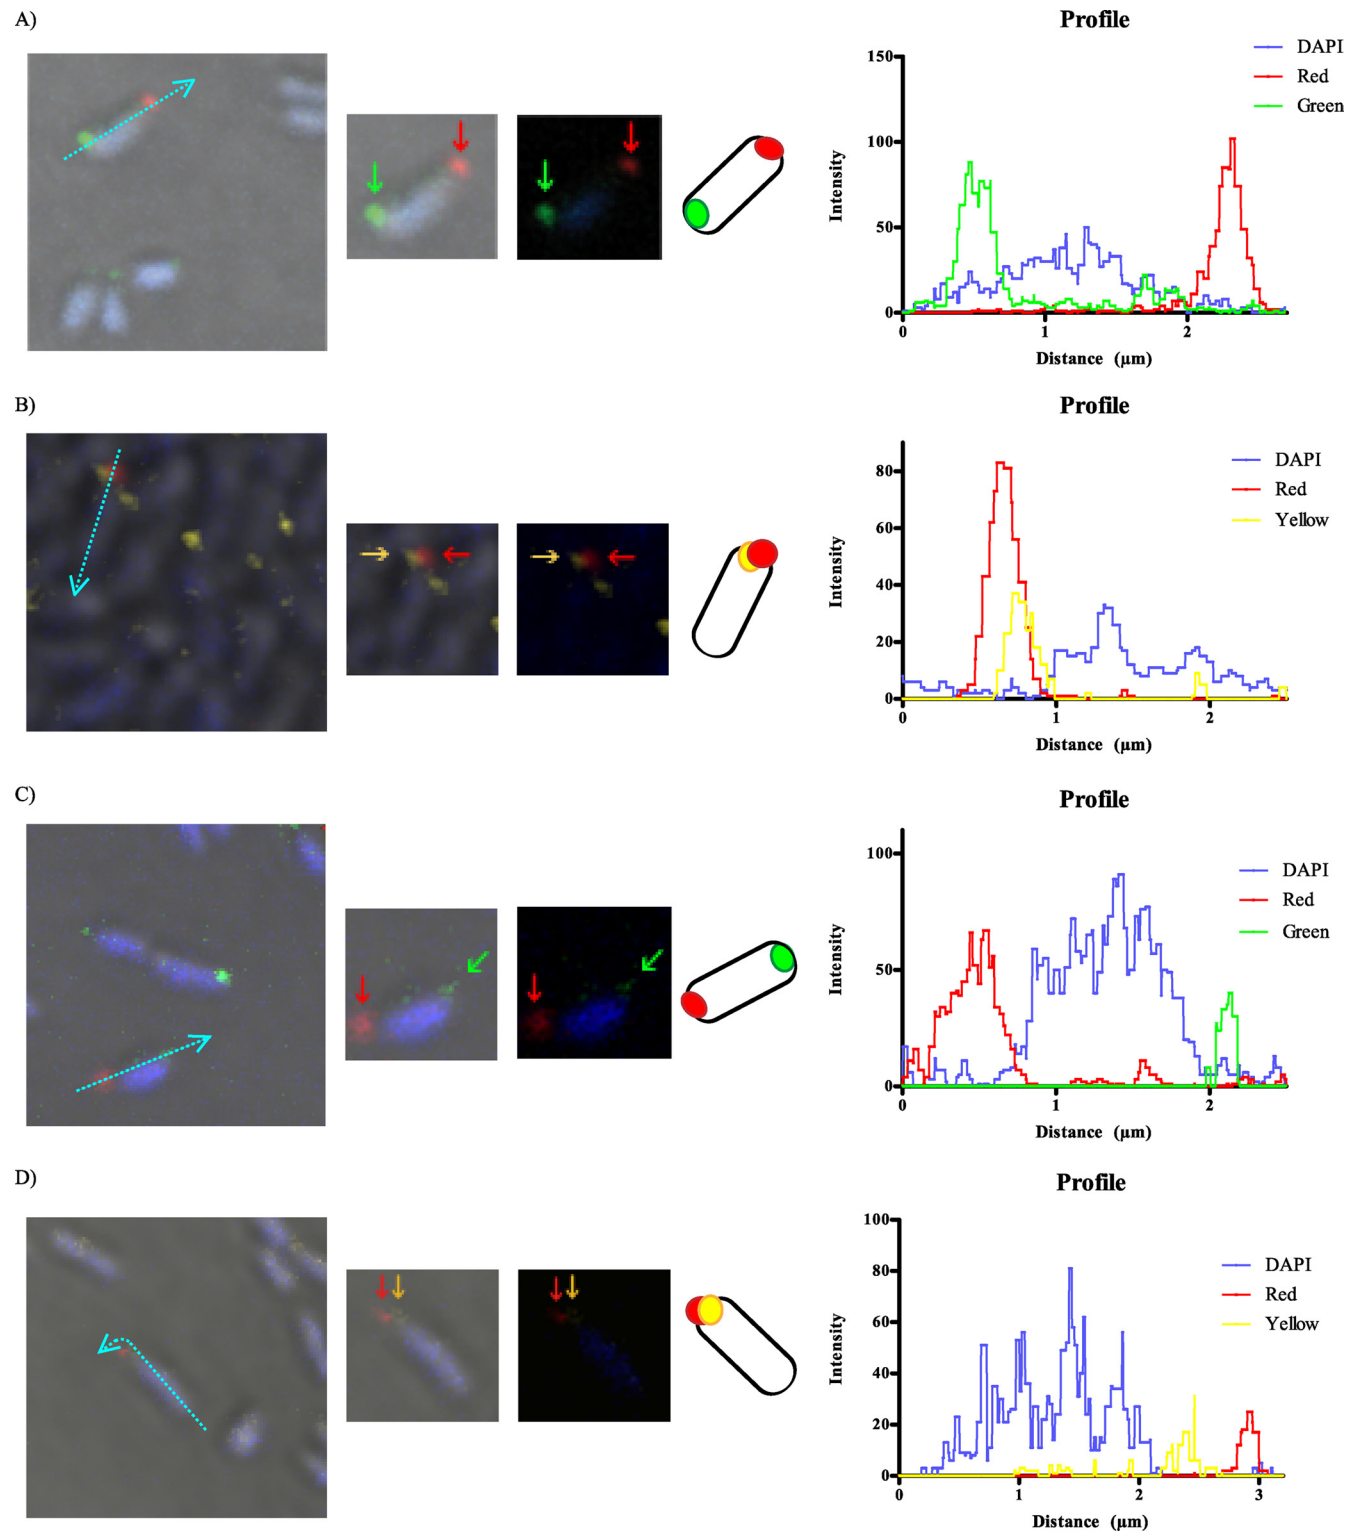 A)
Profile
DAPI
Red
Green
150
100
50
0
Intensity
0 1 2
Distance (µm)
B)
Profile
DAPI
Red
Yellow
80
60
40
20
0
Intensity
0 1 2
Distance (µm)
C)
Profile
DAPI
Red
Green
100
50
0
Intensity
0 1 2
Distance (µm)
D)
Profile
DAPI
Red
Yellow
100
80
60
40
20
0
Intensity
0 1 2 3
Distance (µm)